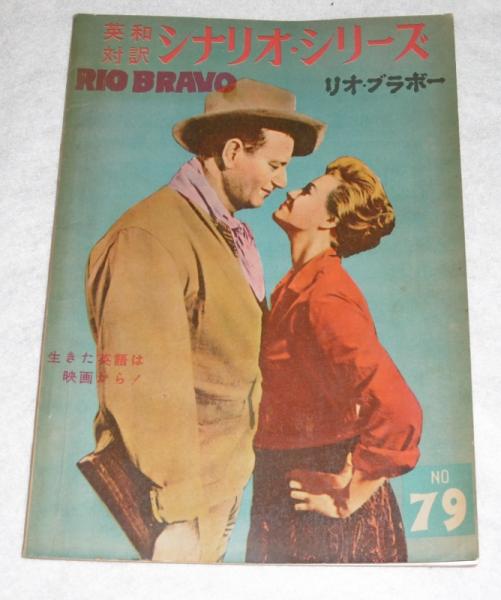 英和対訳 シナリオ・シリーズ
RIO BRAVO リオ・ブラボー
生きた英語は
映画から!
NO
79